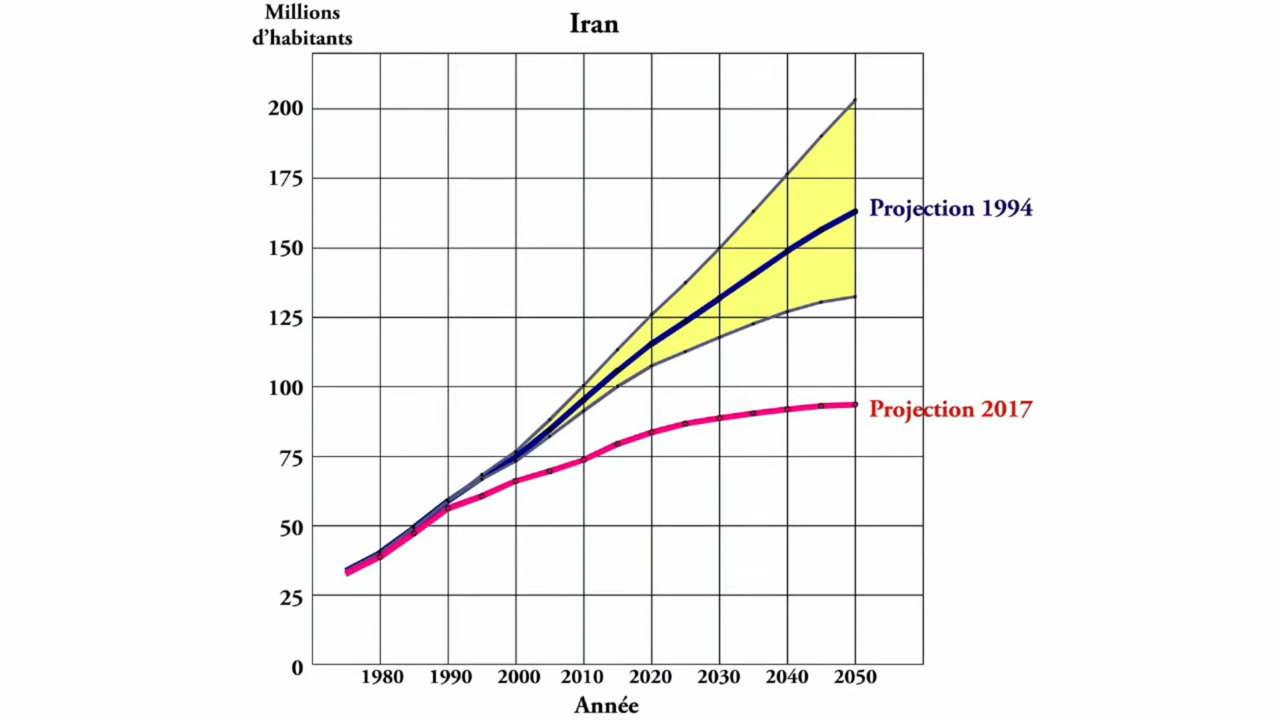 Millions
d'habitants
Iran
200
175
150
125
100
75
50
25
0
Projection 1994
Projection 2017
1980 1990 2000 2010 2020 2030 2040 2050
Année